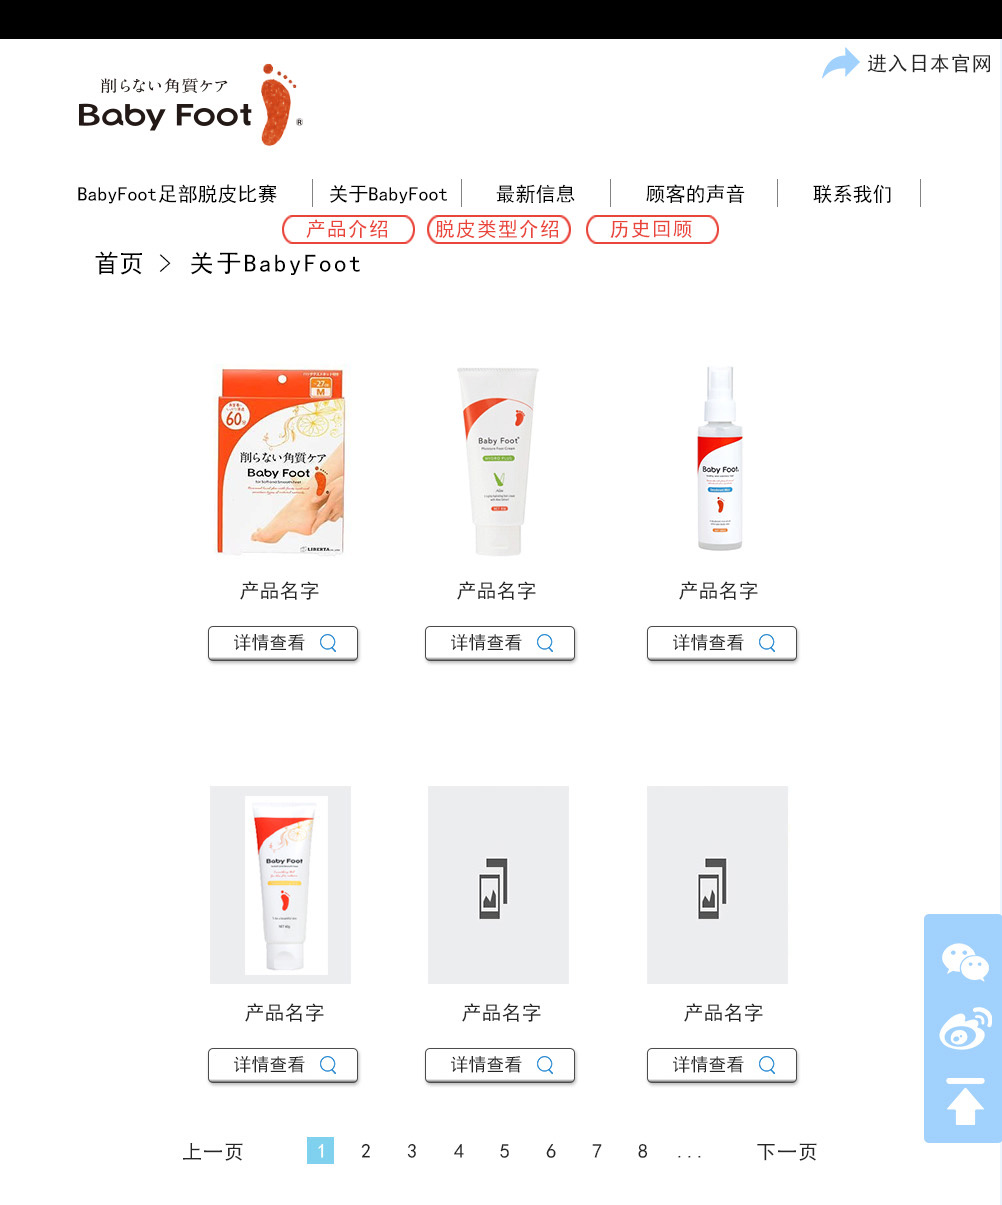 进入日本官网
削らない角質ケア
Baby Foot ®
BabyFoot足部脱皮比赛 关于BabyFoot 最新信息 顾客的声音 联系我们
产品介绍 脱皮类型介绍 历史回顾
首页 > 关于BabyFoot
~27cm
M
60分
削らない角質ケア
Baby Foot
LIBERTA
Baby Foot
Moisture Foot Cream
Baby Foot
产品名字 产品名字 产品名字
详情查看 详情查看 详情查看
Baby Foot
产品名字 产品名字 产品名字
详情查看 详情查看 详情查看
上一页 1 2 3 4 5 6 7 8 ... 下一页